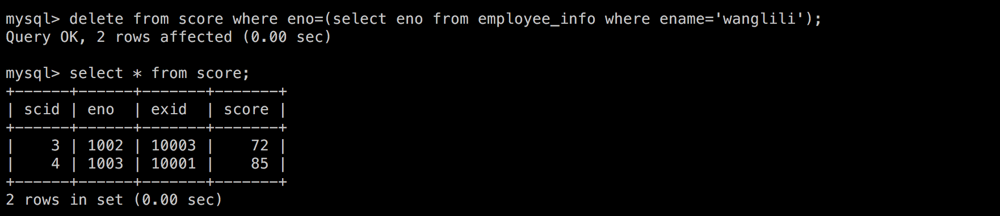 mysql> delete from score where eno=(select eno from employee_info where ename='wanglili');
Query OK, 2 rows affected (0.00 sec)
mysql> select * from score;
+------+------+-------+-------+
| scid | eno  | exid  | score |
+------+------+-------+-------+
|    3 | 1002 | 10003 |    72 |
|    4 | 1003 | 10001 |    85 |
+------+------+-------+-------+
2 rows in set (0.00 sec)